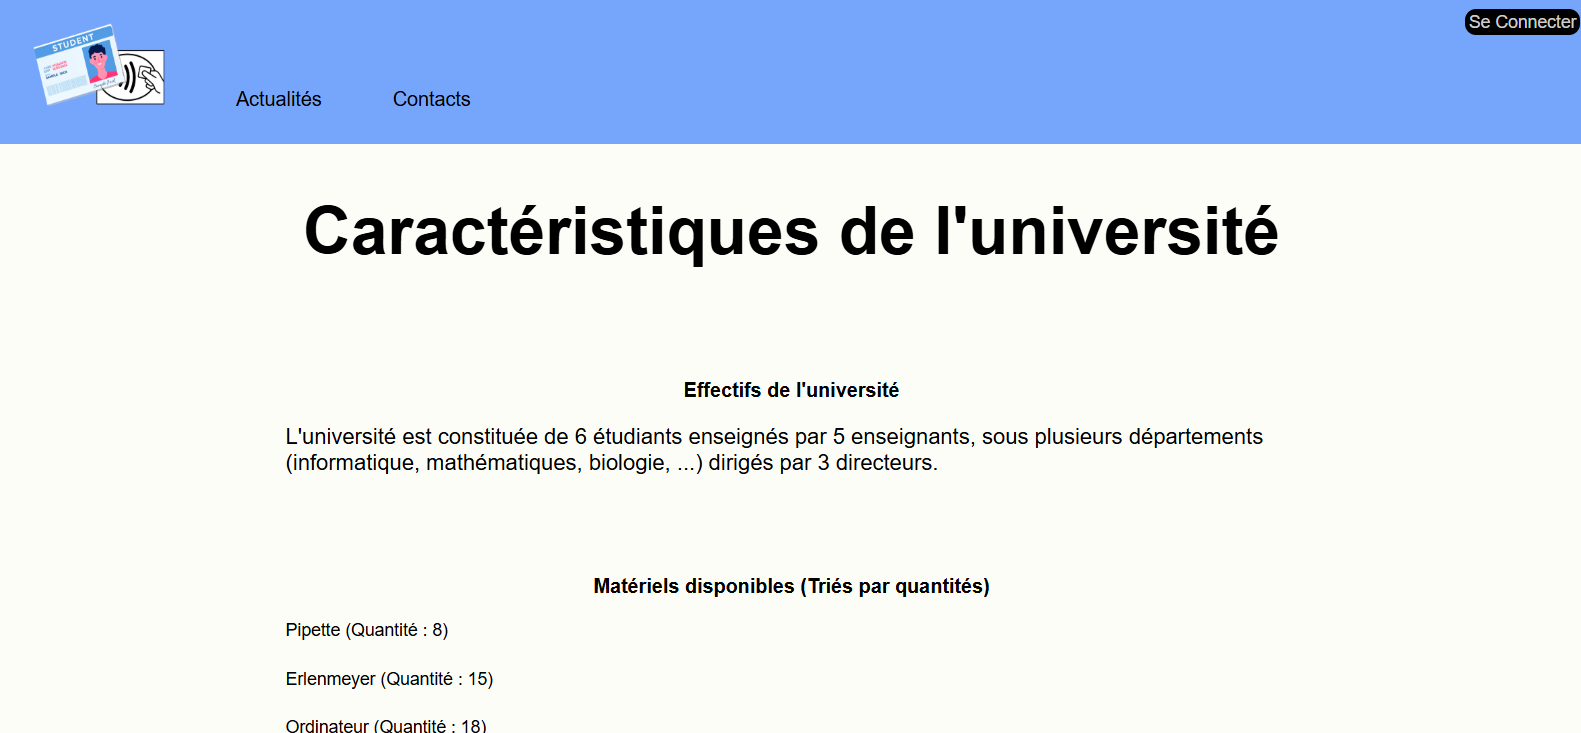 Se Connecter
STUDENT
Actualités
Contacts
Caractéristiques de l'université
Effectifs de l'université
L'université est constituée de 6 étudiants enseignés par 5 enseignants, sous plusieurs départements
(informatique, mathématiques, biologie, ...) dirigés par 3 directeurs.
Matériels disponibles (Triés par quantités)
Pipette (Quantité : 8)
Erlenmeyer (Quantité : 15)
Ordinateur (Quantité : 18)